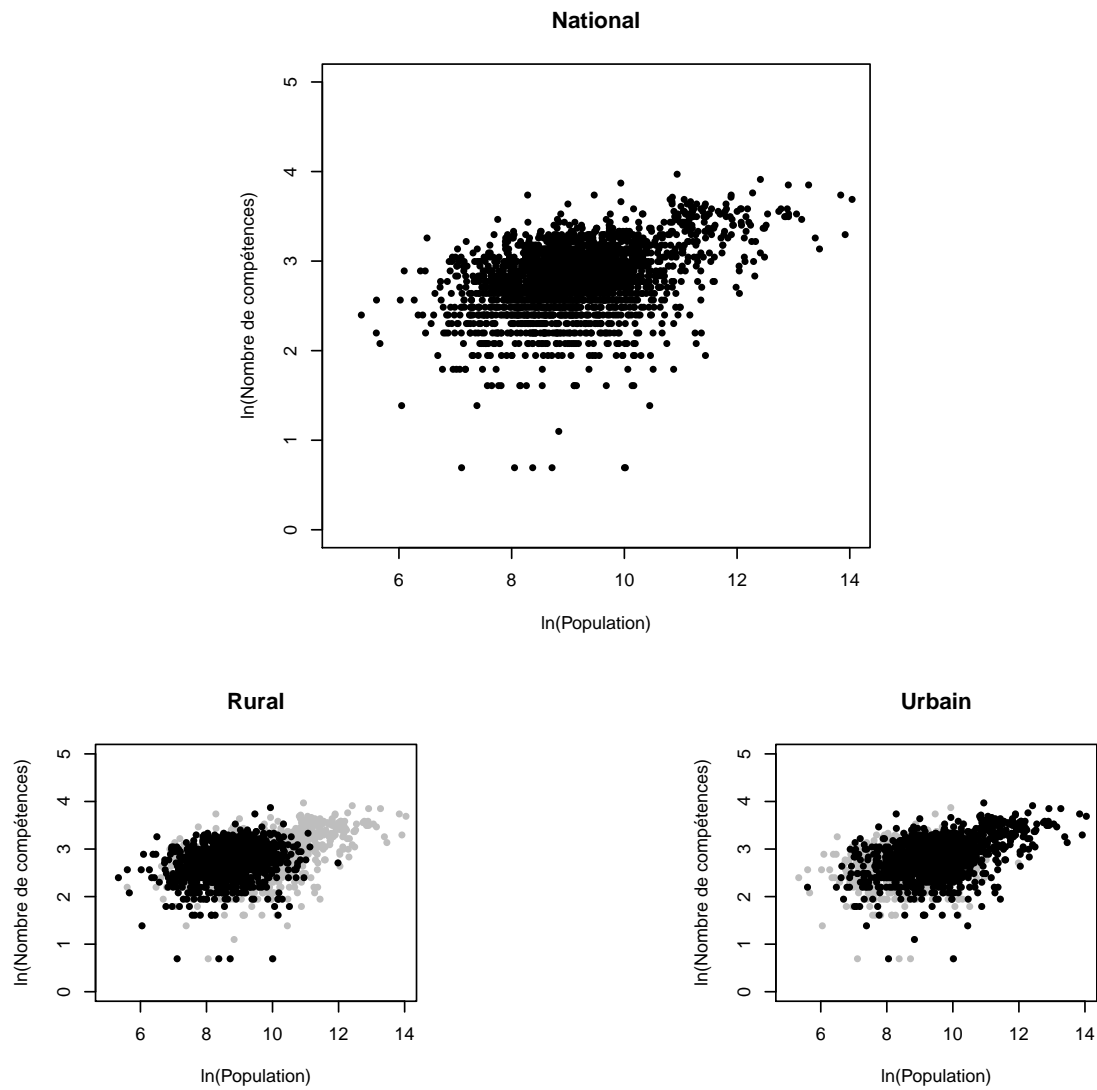 National
5
4
3
2
1
0
ln(Nombre de compétences)
6 8 10 12 14
ln(Population)
Rural
5
4
3
2
1
0
ln(Nombre de compétences)
6 8 10 12 14
ln(Population)
Urbain
5
4
3
2
1
0
ln(Nombre de compétences)
6 8 10 12 14
ln(Population)